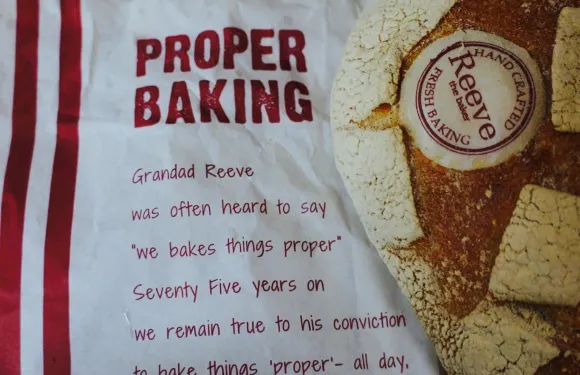 PROPER
BAKING
Grandad Reeve
was often heard to say
"we bakes things proper"
Seventy Five years on
we remain true to his conviction
to bake things 'proper'- all day,
HAND CRAFTED
Reeve
the baker
FRESH BAKING